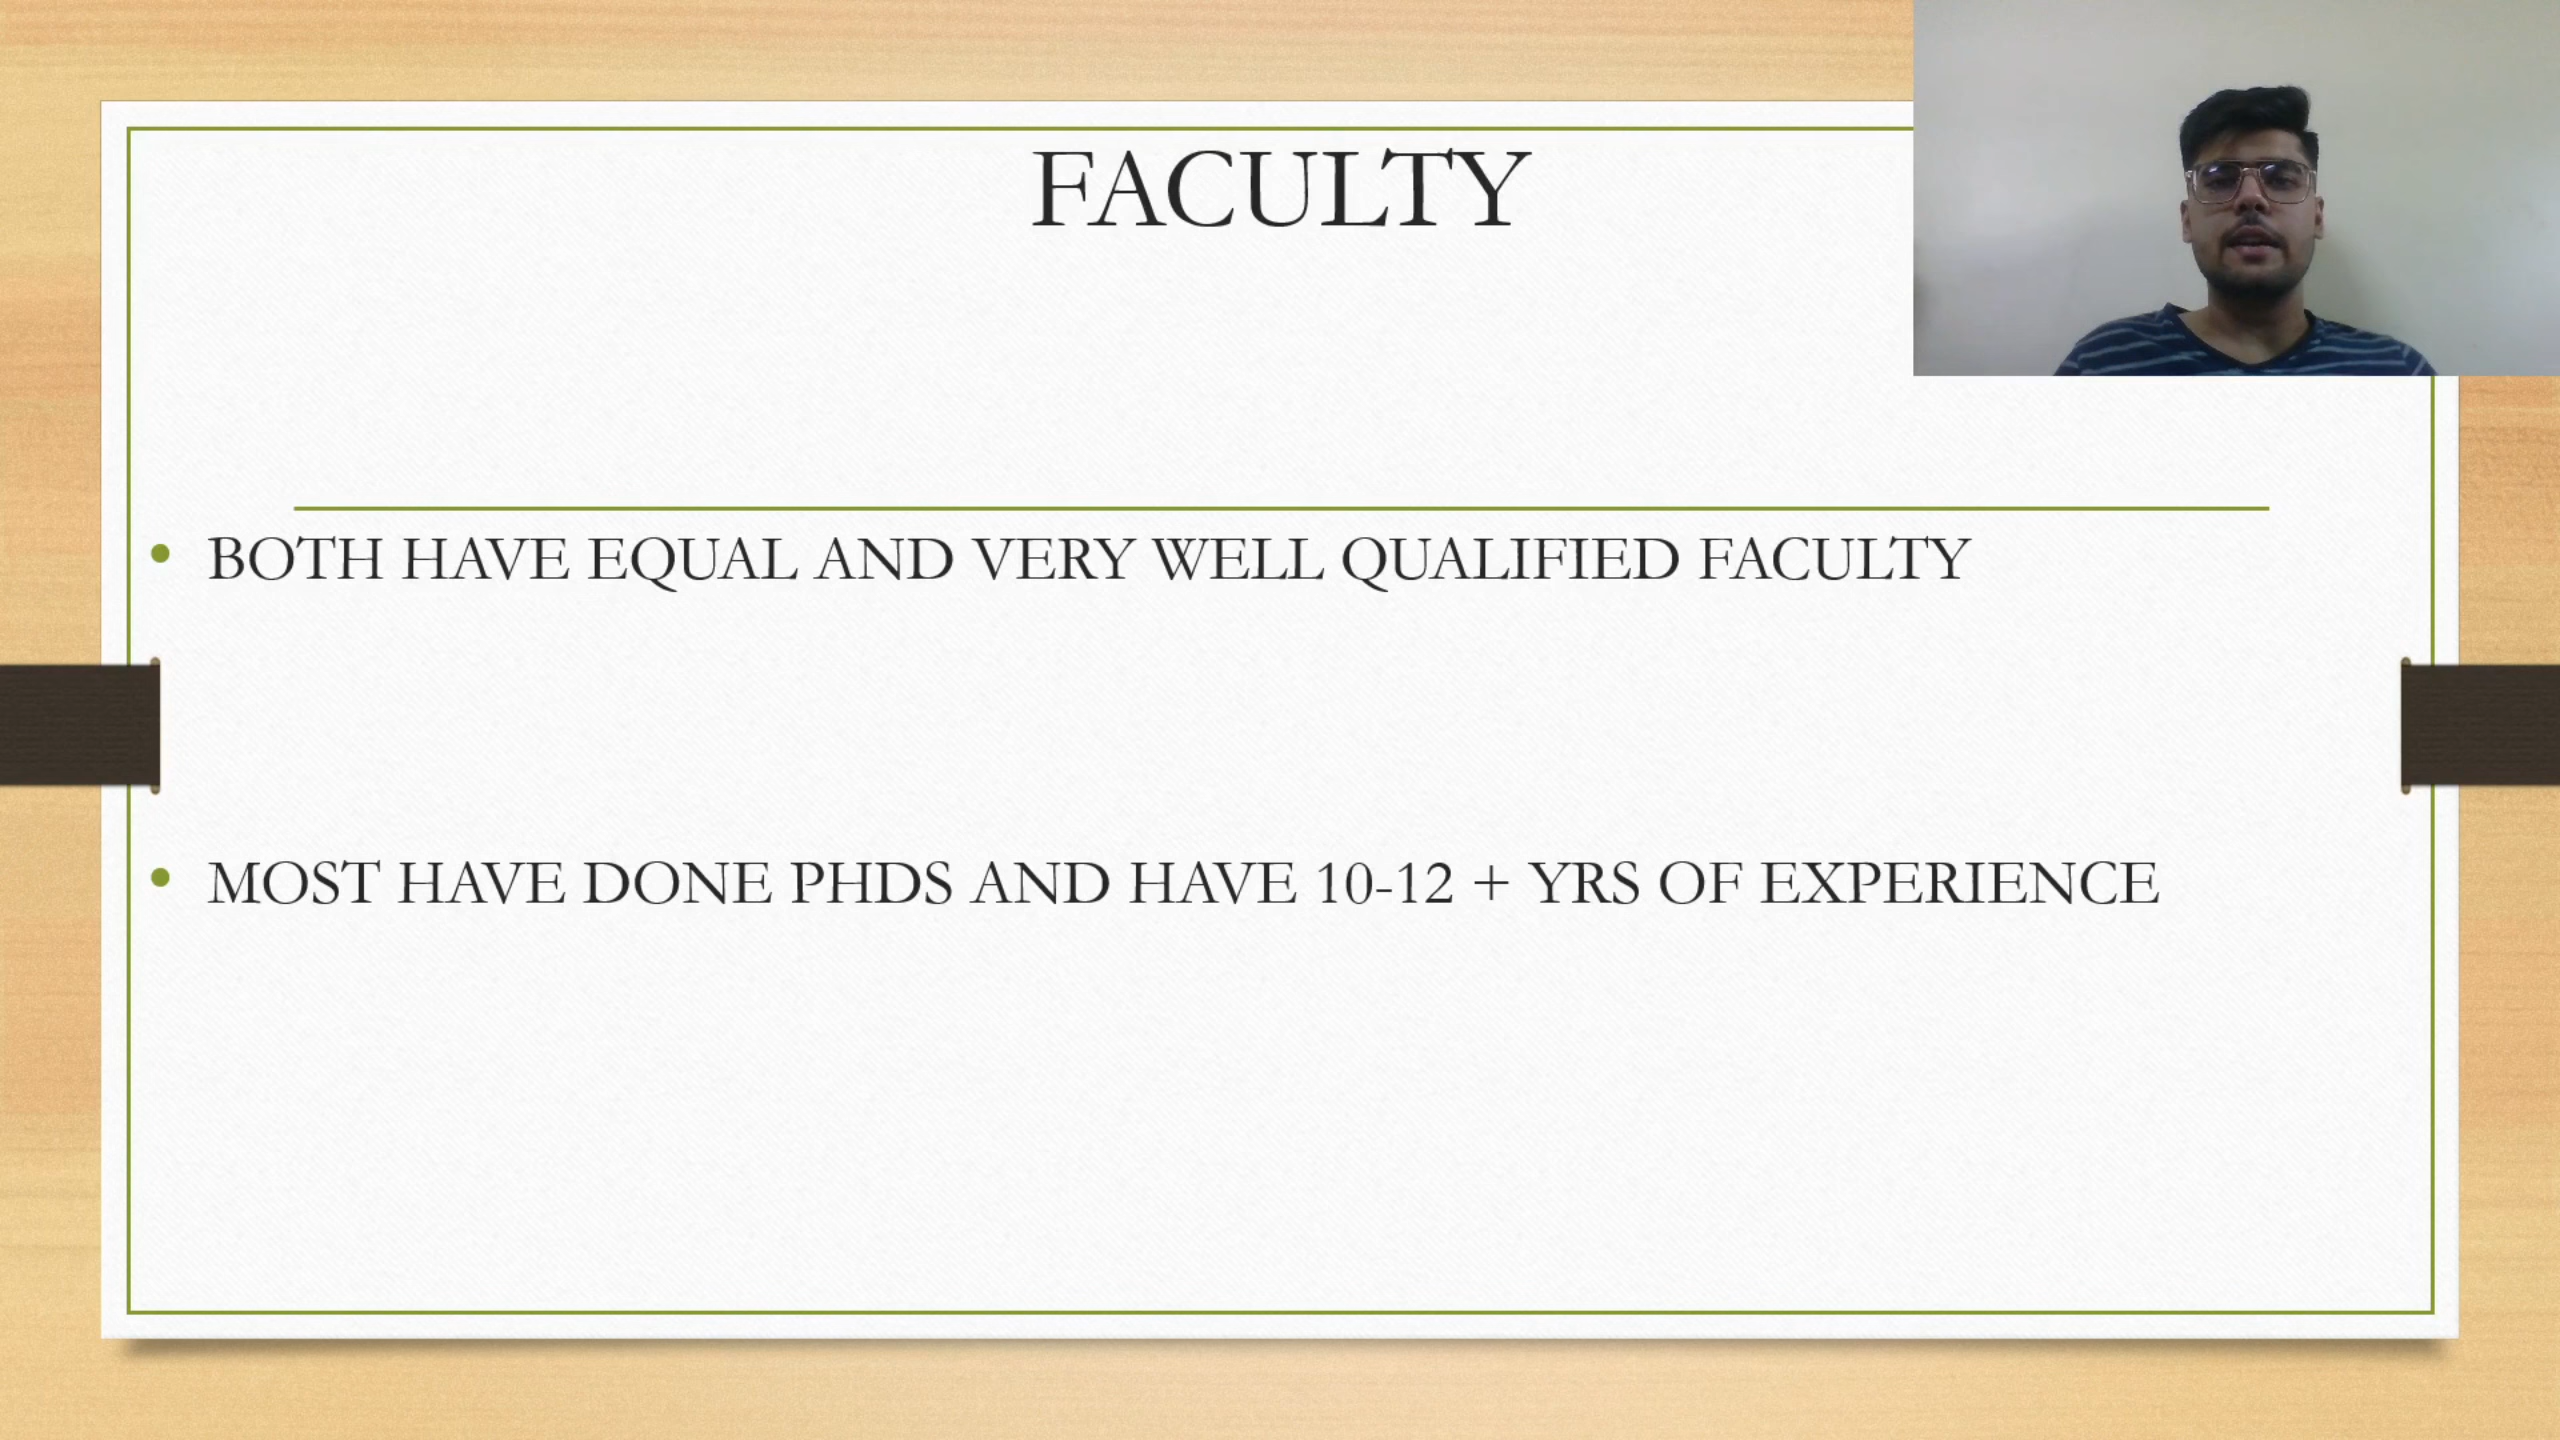 FACULTY
• BOTH HAVE EQUAL AND VERY WELL QUALIFIED FACULTY
• MOST HAVE DONE PHDS AND HAVE 10-12 + YRS OF EXPERIENCE